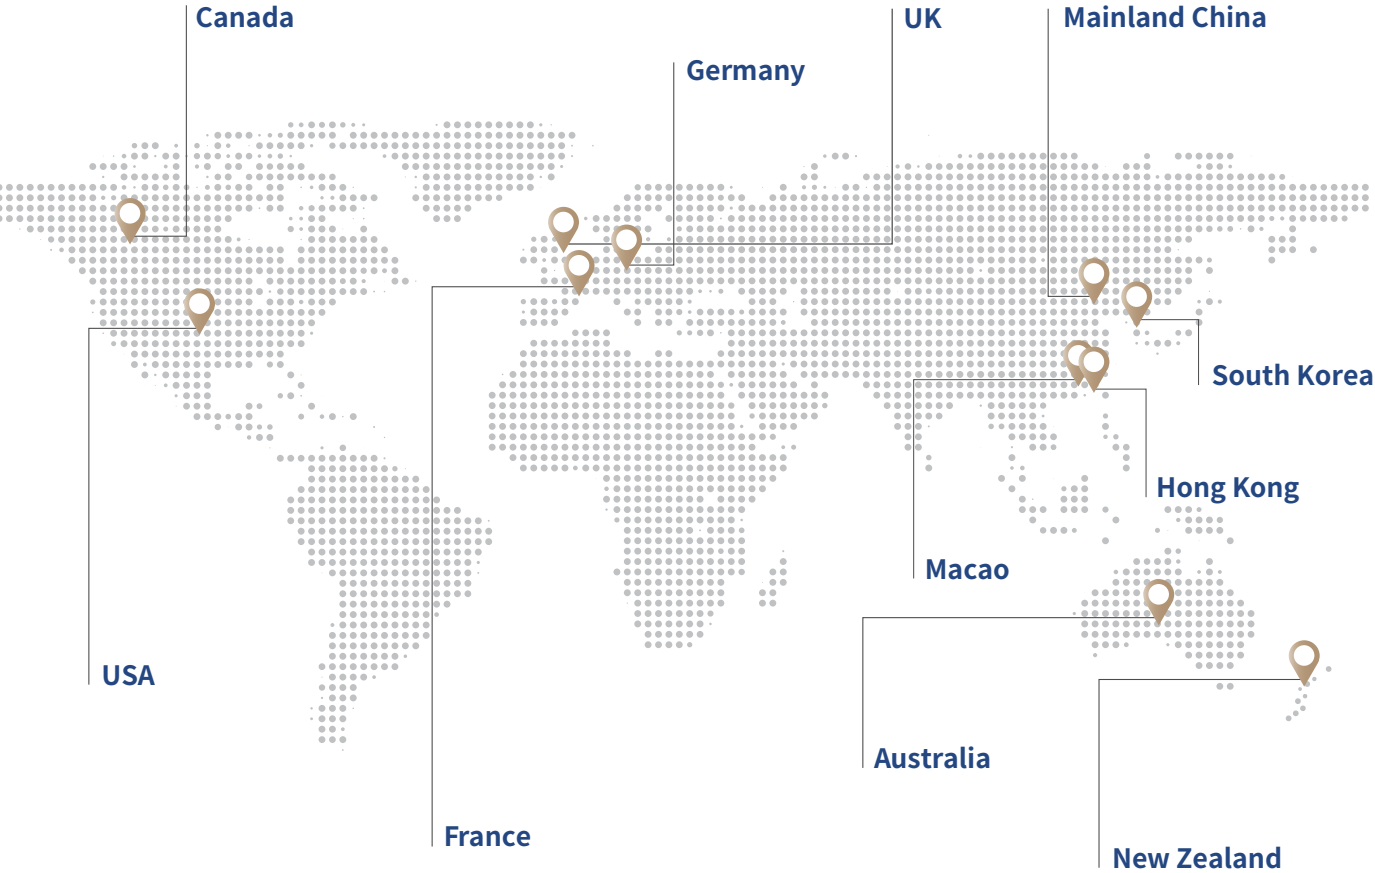 Canada
UK
Mainland China
Germany
South Korea
Hong Kong
Macao
USA
Australia
France
New Zealand